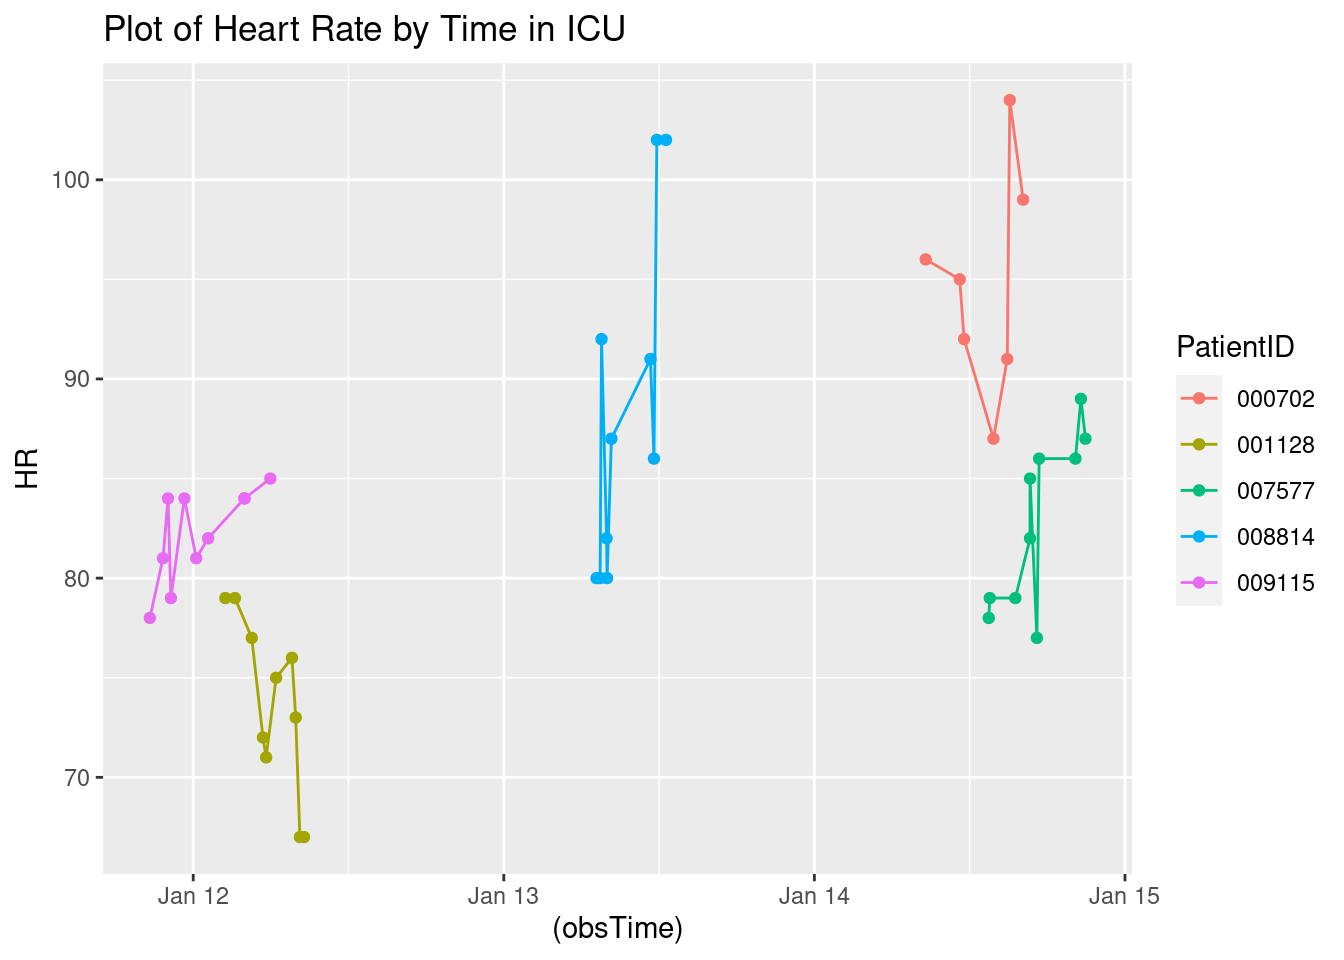 Plot of Heart Rate by Time in ICU
100
90
80
70
HR
Jan 12
Jan 13
Jan 14
Jan 15
(obsTime)
PatientID
000702
001128
007577
008814
009115